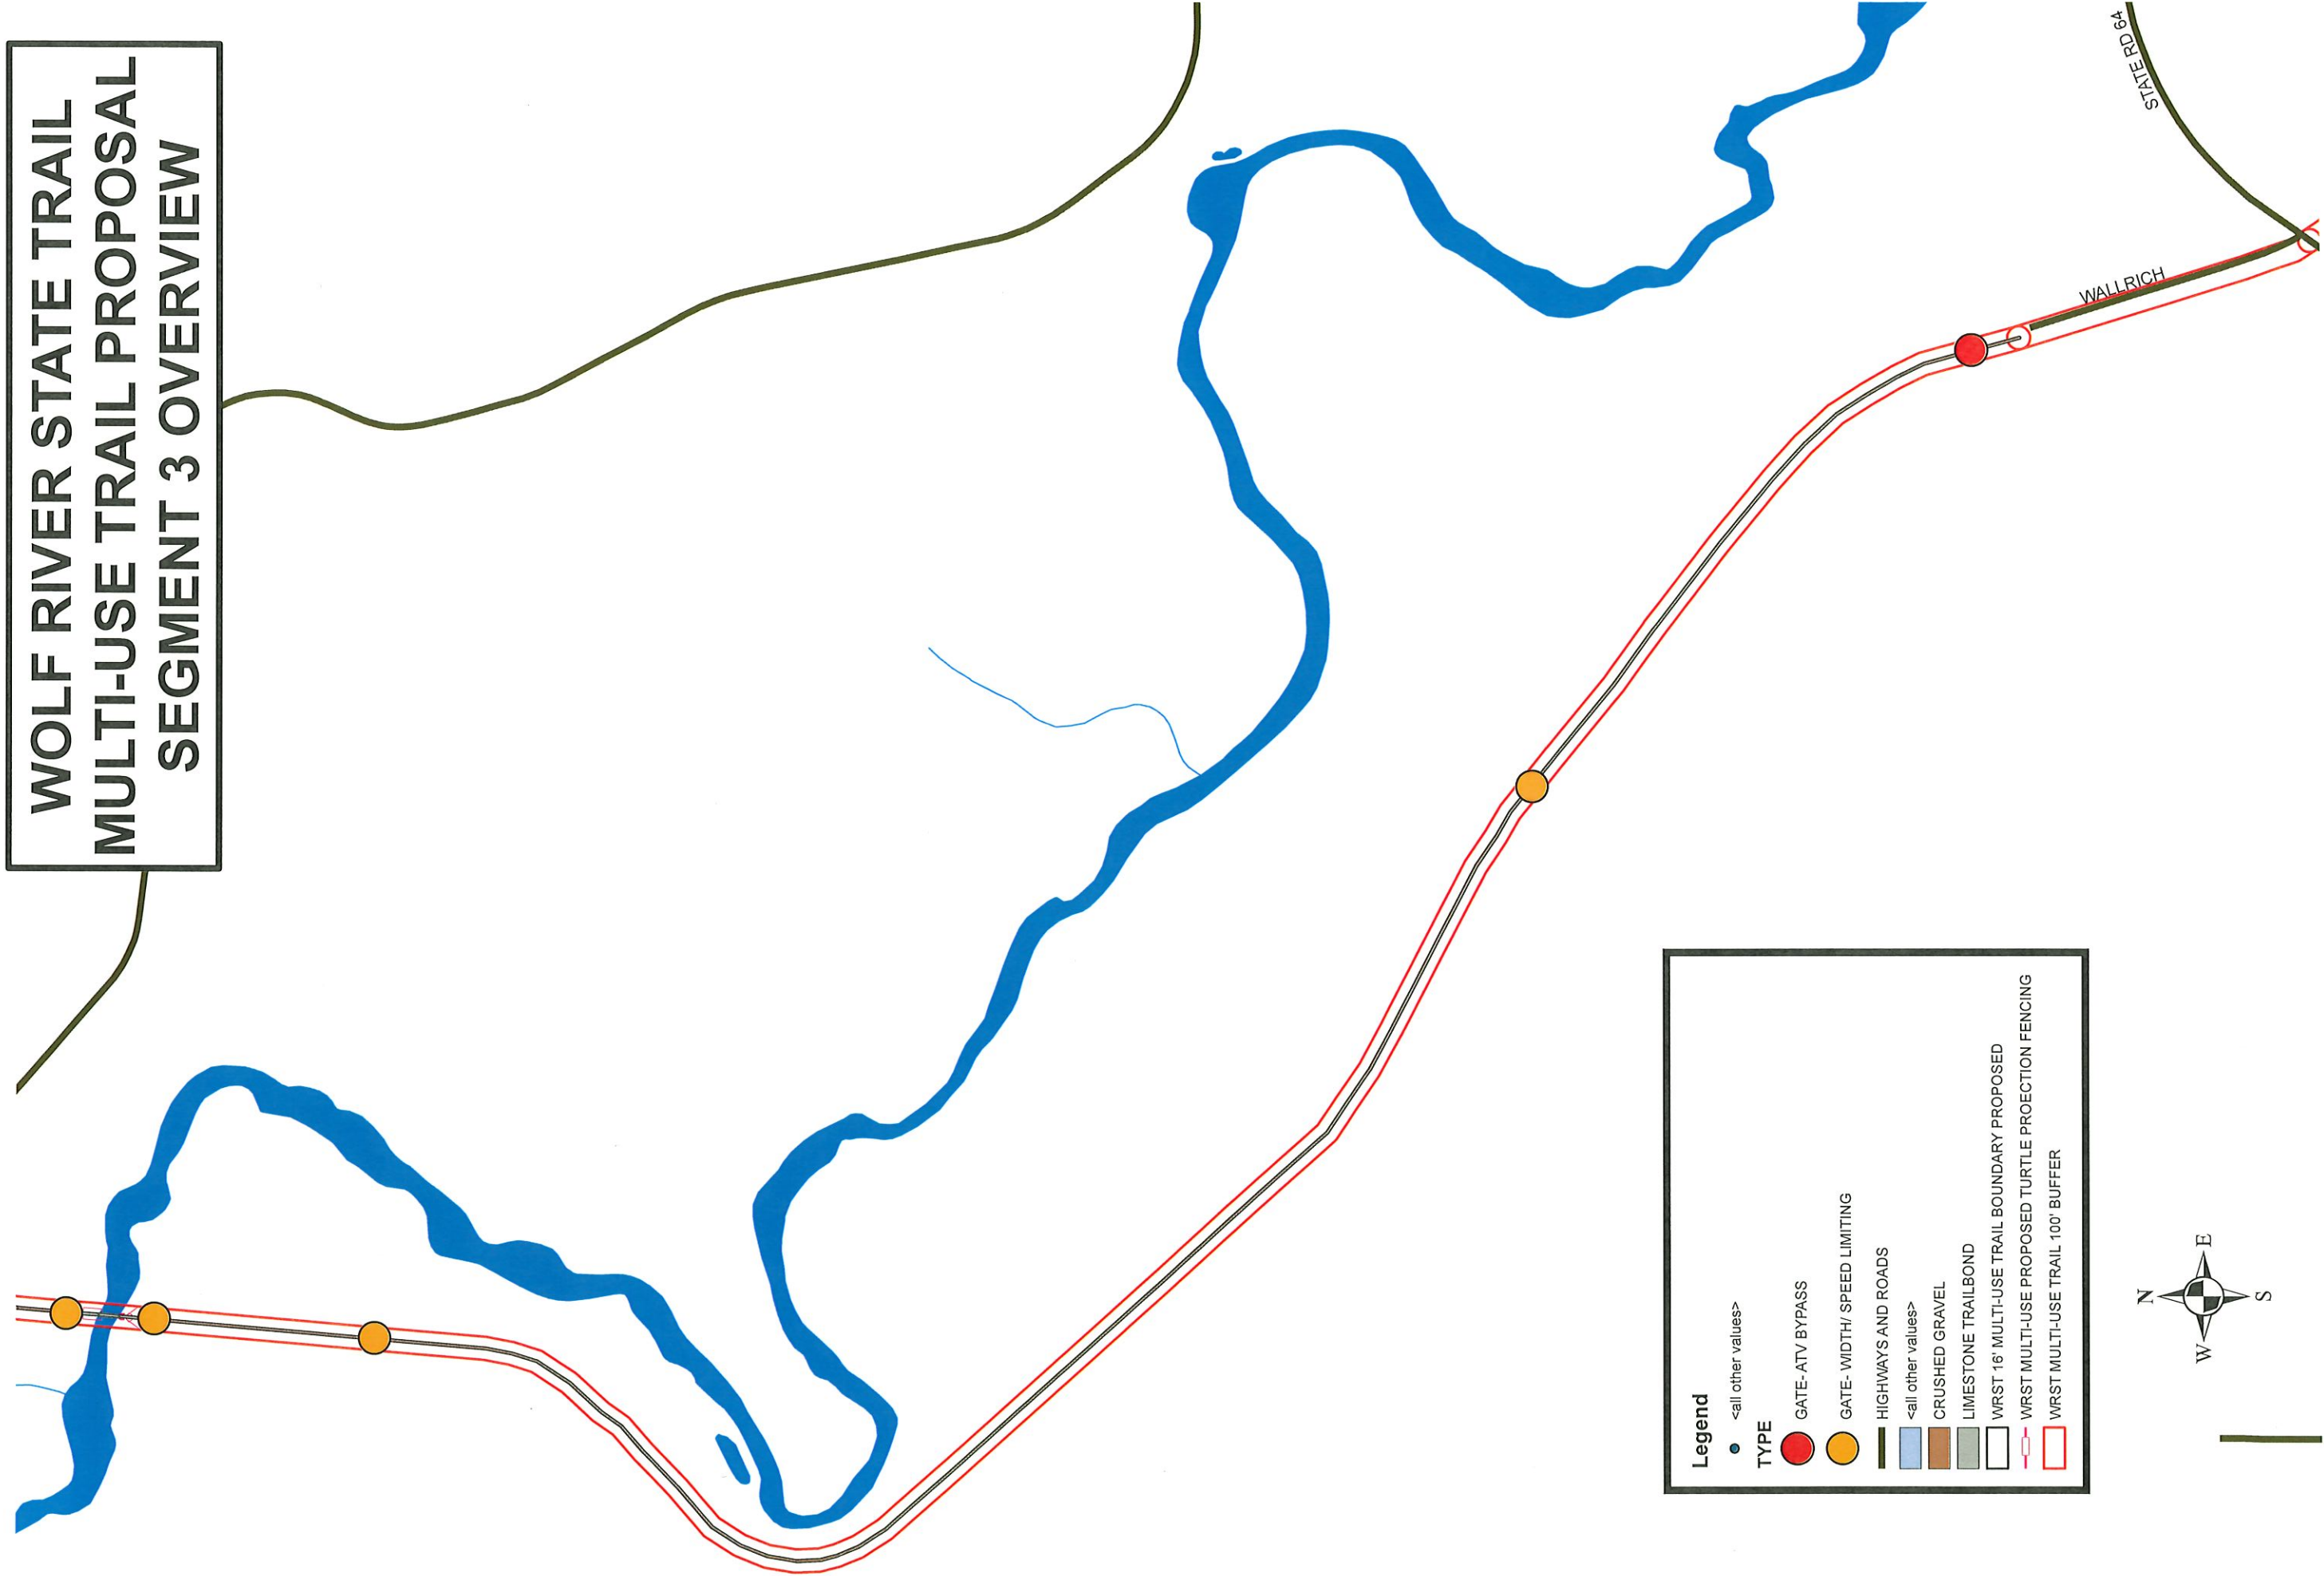 WOLF RIVER STATE TRAIL
MULTI-USE TRAIL PROPOSAL
SEGMENT 3 OVERVIEW
STATE RD 64
WALLRICH
Legend
<all other values>
TYPE
GATE- ATV BYPASS
GATE- WIDTH/ SPEED LIMITING
HIGHWAYS AND ROADS
<all other values>
CRUSHED GRAVEL
LIMESTONE TRAILBOND
WRST 16' MULTI-USE TRAIL BOUNDARY PROPOSED
WRST MULTI-USE PROPOSED TURTLE PROECTION FENCING
WRST MULTI-USE TRAIL 100' BUFFER
N
W E
S